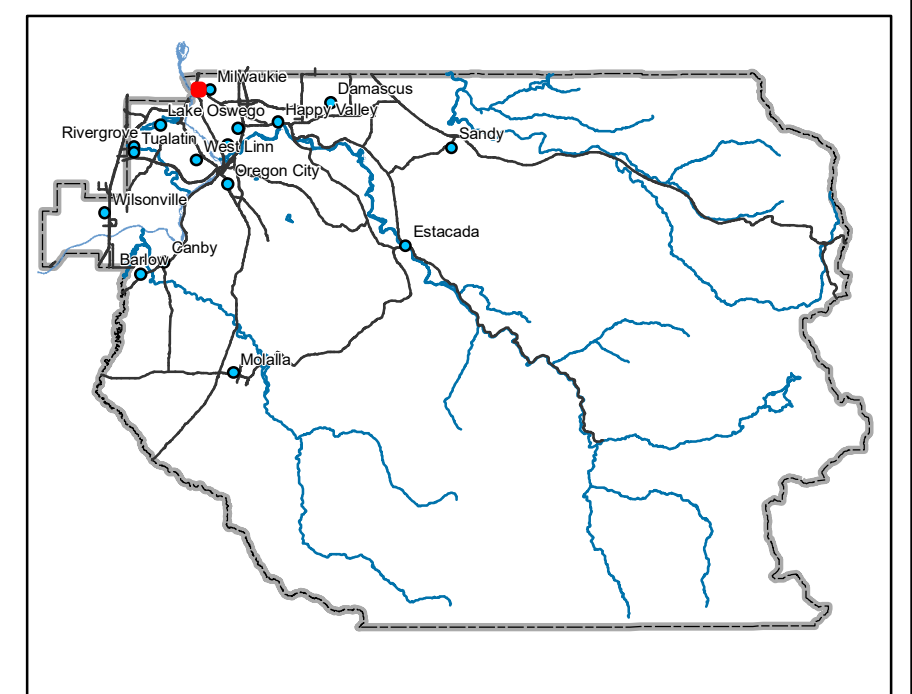 Milwaukie
Damascus
Lake Oswego
Happy Valley
Rivergrove
Tualatin
West Linn
Sandy
Oregon City
Wilsonville
Estacada
Canby
Barlow
Molalla